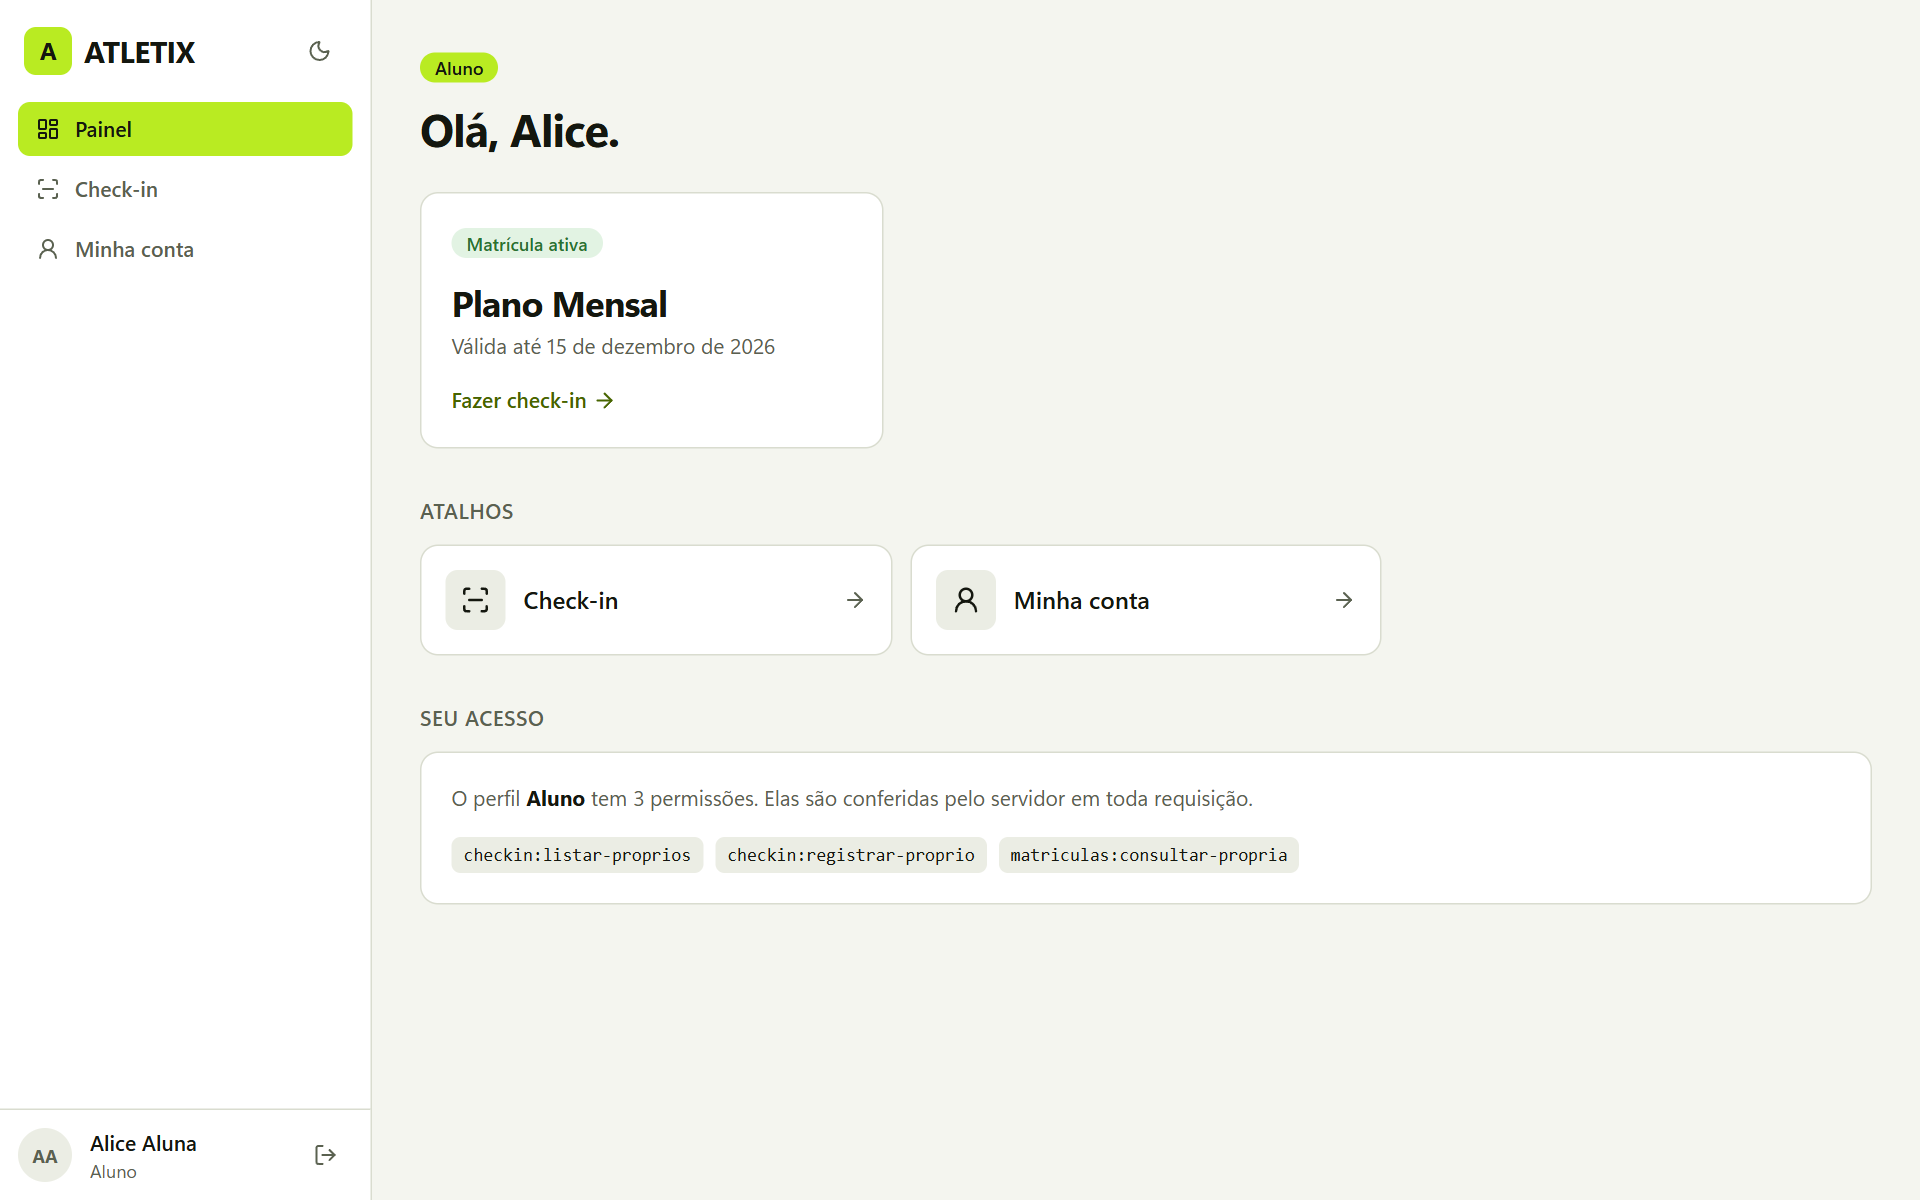 A ATLETIX
Painel
Check-in
Minha conta
Aluno
Olá, Alice.
Matrícula ativa
Plano Mensal
Válida até 15 de dezembro de 2026
Fazer check-in
ATALHOS
Check-in
Minha conta
SEU ACESSO
O perfil Aluno tem 3 permissões. Elas são conferidas pelo servidor em toda requisição.
checkin:listar-proprios checkin:registrar-proprio matriculas:consultar-propria
AA
Alice Aluna
Aluno